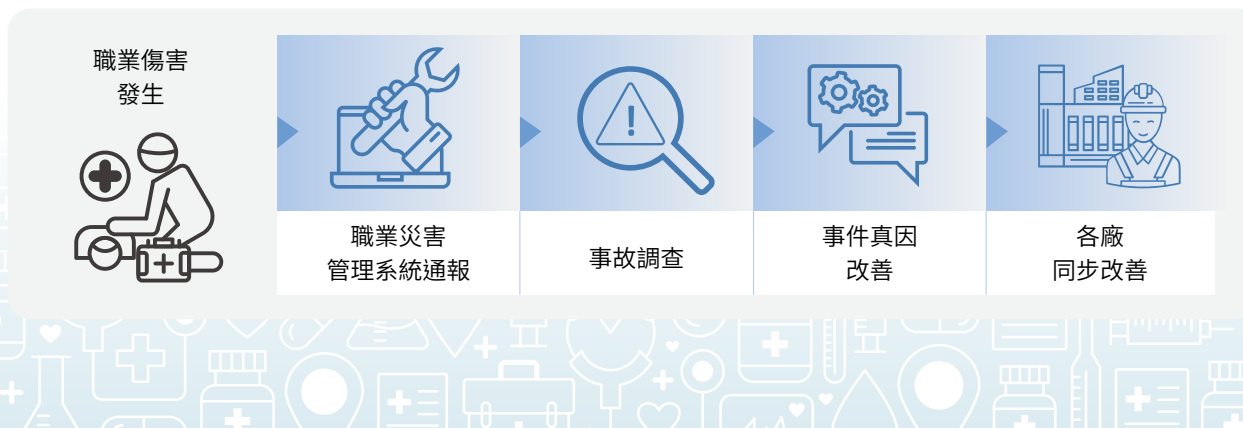 職業傷害
發生
職業災害
管理系統通報
事故調查
事件真因
改善
各廠
同步改善